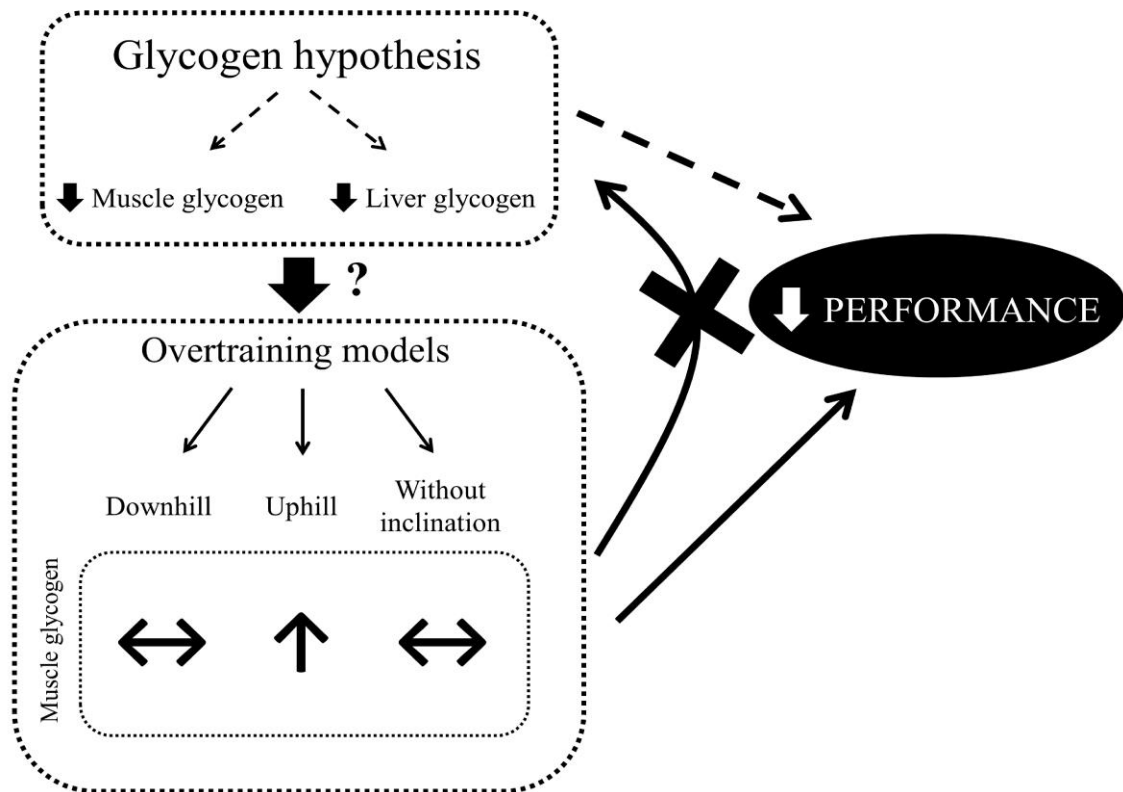 Glycogen hypothesis
Muscle glycogen
Liver glycogen
?
PERFORMANCE
Overtraining models
Downhill
Uphill
Without
inclination
Muscle glycogen